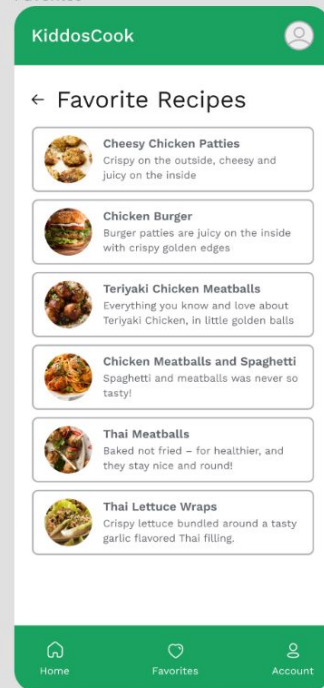 KiddosCook
← Favorite Recipes
Cheesy Chicken Patties
Crispy on the outside, cheesy and
juicy on the inside
Chicken Burger
Burger patties are juicy on the inside
with crispy golden edges
Teriyaki Chicken Meatballs
Everything you know and love about
Teriyaki Chicken, in little golden balls
Chicken Meatballs and Spaghetti
Spaghetti and meatballs was never so
tasty!
Thai Meatballs
Baked not fried – for healthier, and
they stay nice and round!
Thai Lettuce Wraps
Crispy lettuce bundled around a tasty
garlic flavored Thai filling.
Home Favorites Account